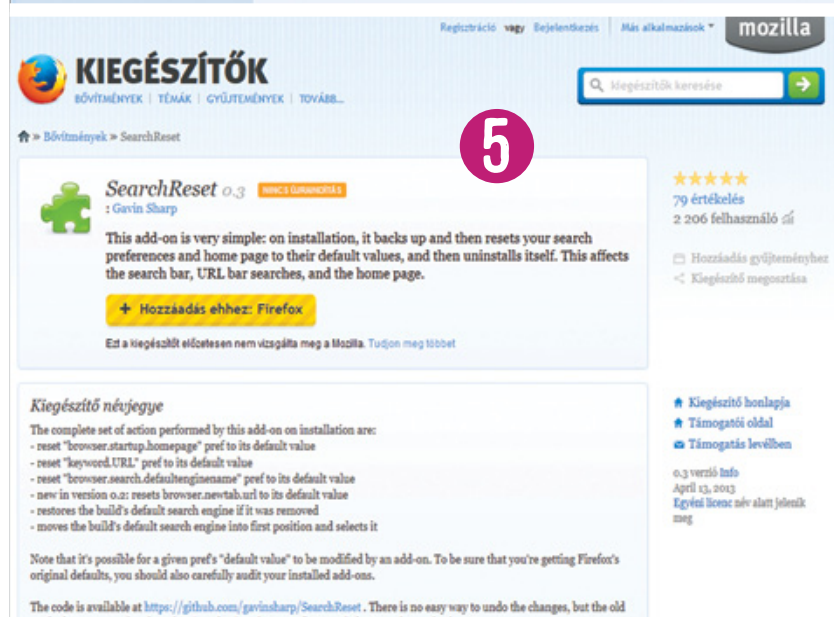 Regisztráció vagy Bejelentkezés Más alkalmazások
mozilla
KIEGÉSZÍTŐK
BŐVÍTMÉNYEK | TÉMÁK | GYŰJTEMÉNYEK | TOVÁBB...
kiegészítők keresése
» Bővítmények » SearchReset
5
SearchReset 0.3 NINCS ÚJRAINDÍTÁS
: Gavin Sharp
This add-on is very simple: on installation, it backs up and then resets your search
preferences and home page to their default values, and then uninstalls itself. This affects
the search bar, URL bar searches, and the home page.
+ Hozzáadás ehhez: Firefox
Ezt a kiegészítőt előzetesen nem vizsgálta meg a Mozilla. Tudjon meg többet
79 értékelés
2 206 felhasználó
Hozzáadás gyűjteményhez
Kiegészítő megosztása
Kiegészítő névjegye
The complete set of action performed by this add-on on installation are:
- reset "browser.startup.homepage" pref to its default value
- reset "keyword.URL" pref to its default value
- reset "browser.search.defaultenginename" pref to its default value
- new in version 0.2: resets browser.newtab.url to its default value
- restores the build's default search engine if it was removed
- moves the build's default search engine into first position and selects it
Note that it's possible for a given pref's "default value" to be modified by an add-on. To be sure that you're getting Firefox's
original defaults, you should also carefully audit your installed add-ons.
The code is available at https://github.com/gavinsharp/SearchReset . There is no easy way to undo the changes, but the old
Kiegészítő honlapja
Támogatói oldal
Támogatás levélben
0.3 verzió Info
April 13, 2013
Egyéni licenc név alatt jelenik
meg